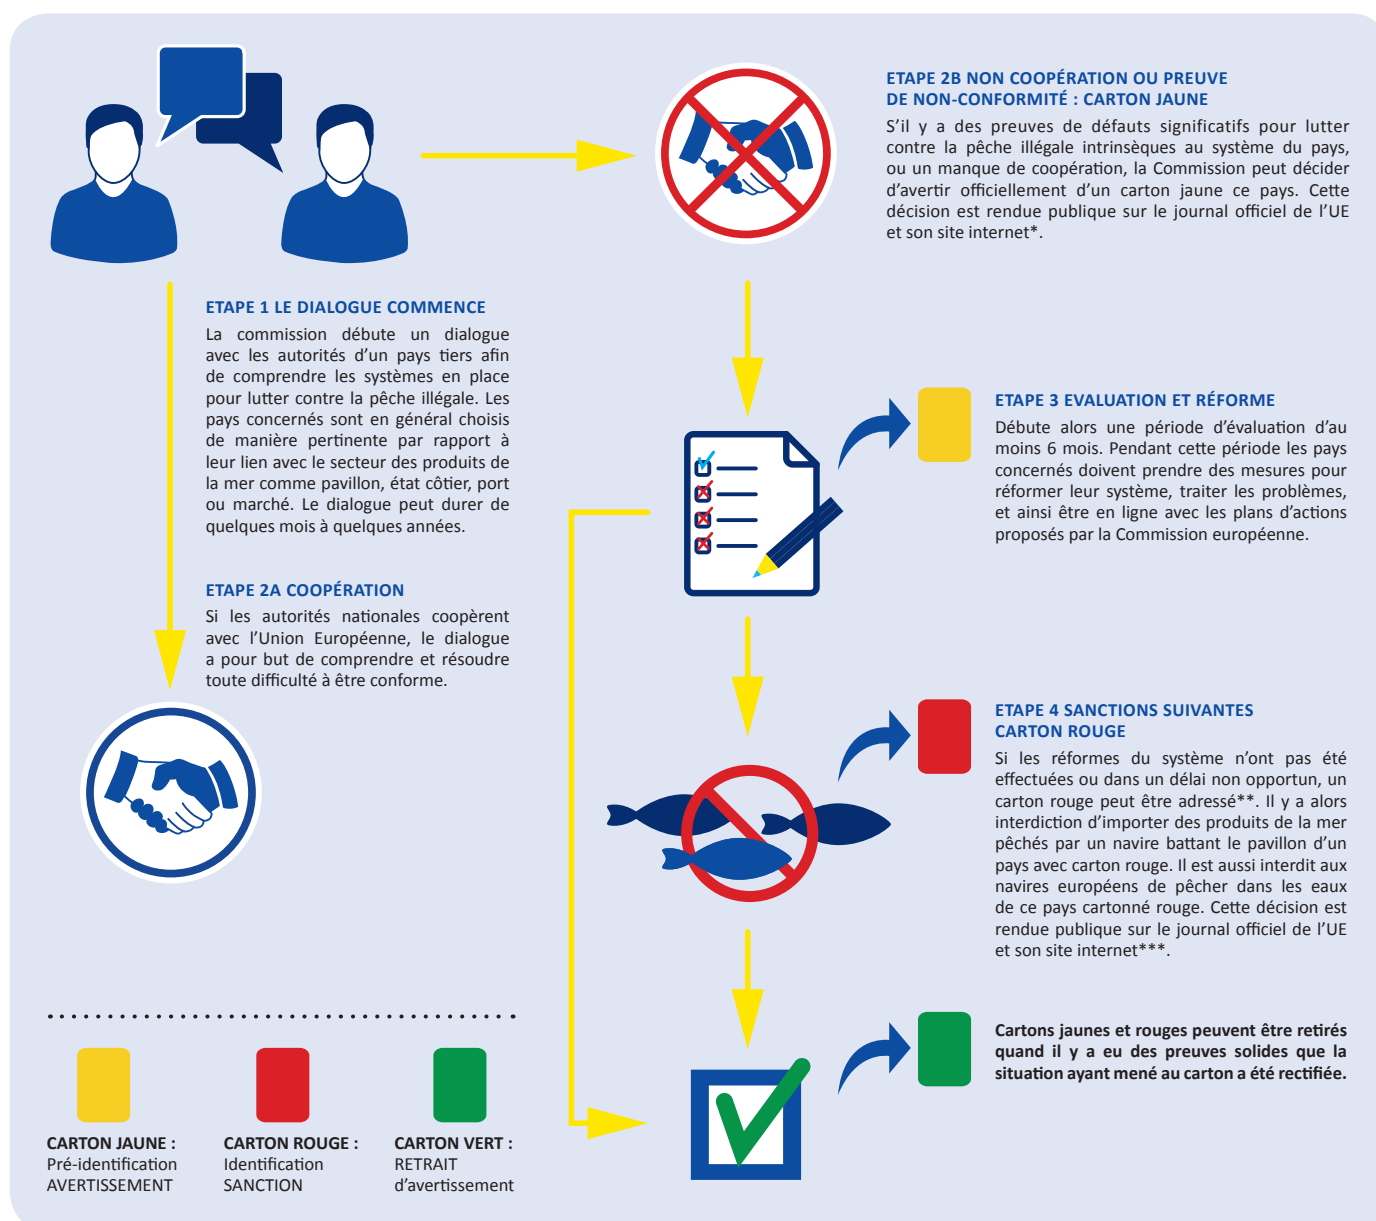 ETAPE 1 LE DIALOGUE COMMENCE
La commission débute un dialogue
avec les autorités d’un pays tiers afin
de comprendre les systèmes en place
pour lutter contre la pêche illégale. Les
pays concernés sont en général choisis
de manière pertinente par rapport à
leur lien avec le secteur des produits de
la mer comme pavillon, état côtier, port
ou marché. Le dialogue peut durer de
quelques mois à quelques années.
ETAPE 2A COOPÉRATION
Si les autorités nationales coopèrent
avec l’Union Européenne, le dialogue
a pour but de comprendre et résoudre
toute difficulté à être conforme.
ETAPE 2B NON COOPÉRATION OU PREUVE
DE NON-CONFORMITÉ : CARTON JAUNE
S’il y a des preuves de défauts significatifs pour lutter
contre la pêche illégale intrinsèques au système du pays,
ou un manque de coopération, la Commission peut décider
d’avertir officiellement d’un carton jaune ce pays. Cette
décision est rendue publique sur le journal officiel de l’UE
et son site internet*.
ETAPE 3 EVALUATION ET RÉFORME
Débute alors une période d’évaluation d’au
moins 6 mois. Pendant cette période les pays
concernés doivent prendre des mesures pour
réformer leur système, traiter les problèmes,
et ainsi être en ligne avec les plans d’actions
proposés par la Commission européenne.
ETAPE 4 SANCTIONS SUIVANTES
CARTON ROUGE
Si les réformes du système n’ont pas été
effectuées ou dans un délai non opportun, un
carton rouge peut être adressé**. Il y a alors
interdiction d’importer des produits de la mer
pêchés par un navire battant le pavillon d’un
pays avec carton rouge. Il est aussi interdit aux
navires européens de pêcher dans les eaux
de ce pays cartonné rouge. Cette décision est
rendue publique sur le journal officiel de l’UE
et son site internet***.
Cartons jaunes et rouges peuvent être retirés
quand il y a eu des preuves solides que la
situation ayant mené au carton a été rectifiée.
CARTON JAUNE :
Pré-identification
AVERTISSEMENT
CARTON ROUGE :
Identification
SANCTION
CARTON VERT :
RETRAIT
d’avertissement